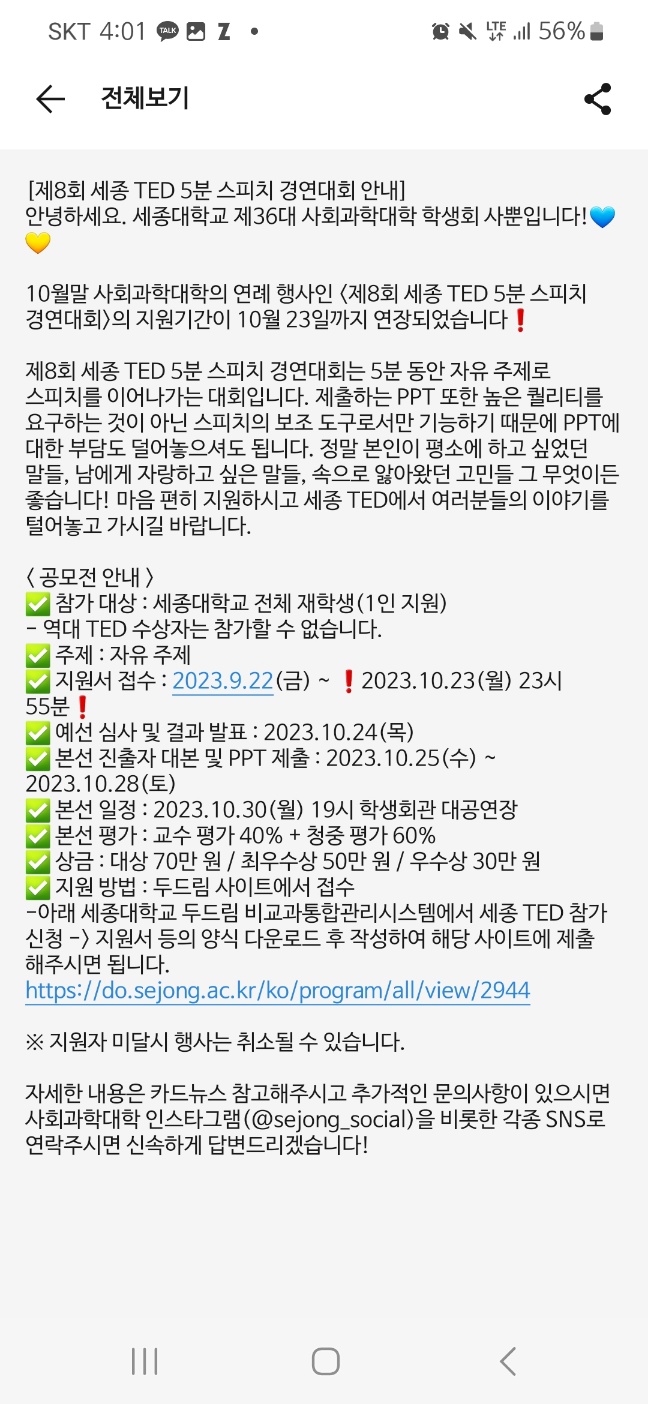 SKT 4:01 TALK Z • LTE 56%
전체보기
[제8회 세종 TED 5분 스피치 경연대회 안내]
안녕하세요. 세종대학교 제36대 사회과학대학 학생회 사뿐입니다!💙
💛
10월말 사회과학대학의 연례 행사인 <제8회 세종 TED 5분 스피치
경연대회>의 지원기간이 10월 23일까지 연장되었습니다❗
제8회 세종 TED 5분 스피치 경연대회는 5분 동안 자유 주제로
스피치를 이어나가는 대회입니다. 제출하는 PPT 또한 높은 퀄리티를
요구하는 것이 아닌 스피치의 보조 도구로서만 기능하기 때문에 PPT에
대한 부담도 덜어놓으셔도 됩니다. 정말 본인이 평소에 하고 싶었던
말들, 남에게 자랑하고 싶은 말들, 속으로 앓아왔던 고민들 그 무엇이든
좋습니다! 마음 편히 지원하시고 세종 TED에서 여러분들의 이야기를
털어놓고 가시길 바랍니다.
< 공모전 안내 >
✅ 참가 대상 : 세종대학교 전체 재학생(1인 지원)
- 역대 TED 수상자는 참가할 수 없습니다.
✅ 주제 : 자유 주제
✅ 지원서 접수 : 2023.9.22(금) ~ ❗2023.10.23(월) 23시
55분❗
✅ 예선 심사 및 결과 발표 : 2023.10.24(목)
✅ 본선 진출자 대본 및 PPT 제출 : 2023.10.25(수) ~
2023.10.28(토)
✅ 본선 일정 : 2023.10.30(월) 19시 학생회관 대공연장
✅ 본선 평가 : 교수 평가 40% + 청중 평가 60%
✅ 상금 : 대상 70만 원 / 최우수상 50만 원 / 우수상 30만 원
✅ 지원 방법 : 두드림 사이트에서 접수
-아래 세종대학교 두드림 비교과통합관리시스템에서 세종 TED 참가
신청 -> 지원서 등의 양식 다운로드 후 작성하여 해당 사이트에 제출
해주시면 됩니다.
https://do.sejong.ac.kr/ko/program/all/view/2944
※ 지원자 미달시 행사는 취소될 수 있습니다.
자세한 내용은 카드뉴스 참고해주시고 추가적인 문의사항이 있으시면
사회과학대학 인스타그램(@sejong_social)을 비롯한 각종 SNS로
연락주시면 신속하게 답변드리겠습니다!